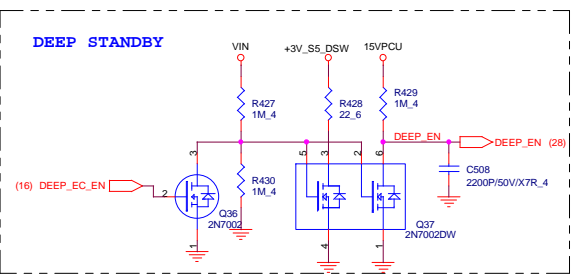 DEEP STANDBY
VIN
+3V_S5_DSW
15VPCU
R427
1M_4
R428
22_6
R429
1M_4
DEEP_EN
DEEP_EN (28)
3
5
3
2
6
(16) DEEP_EC_EN
2
R430
1M_4
C508
2200P/50V/X7R_4
Q36
2N7002
Q37
2N7002DW
1
4
1